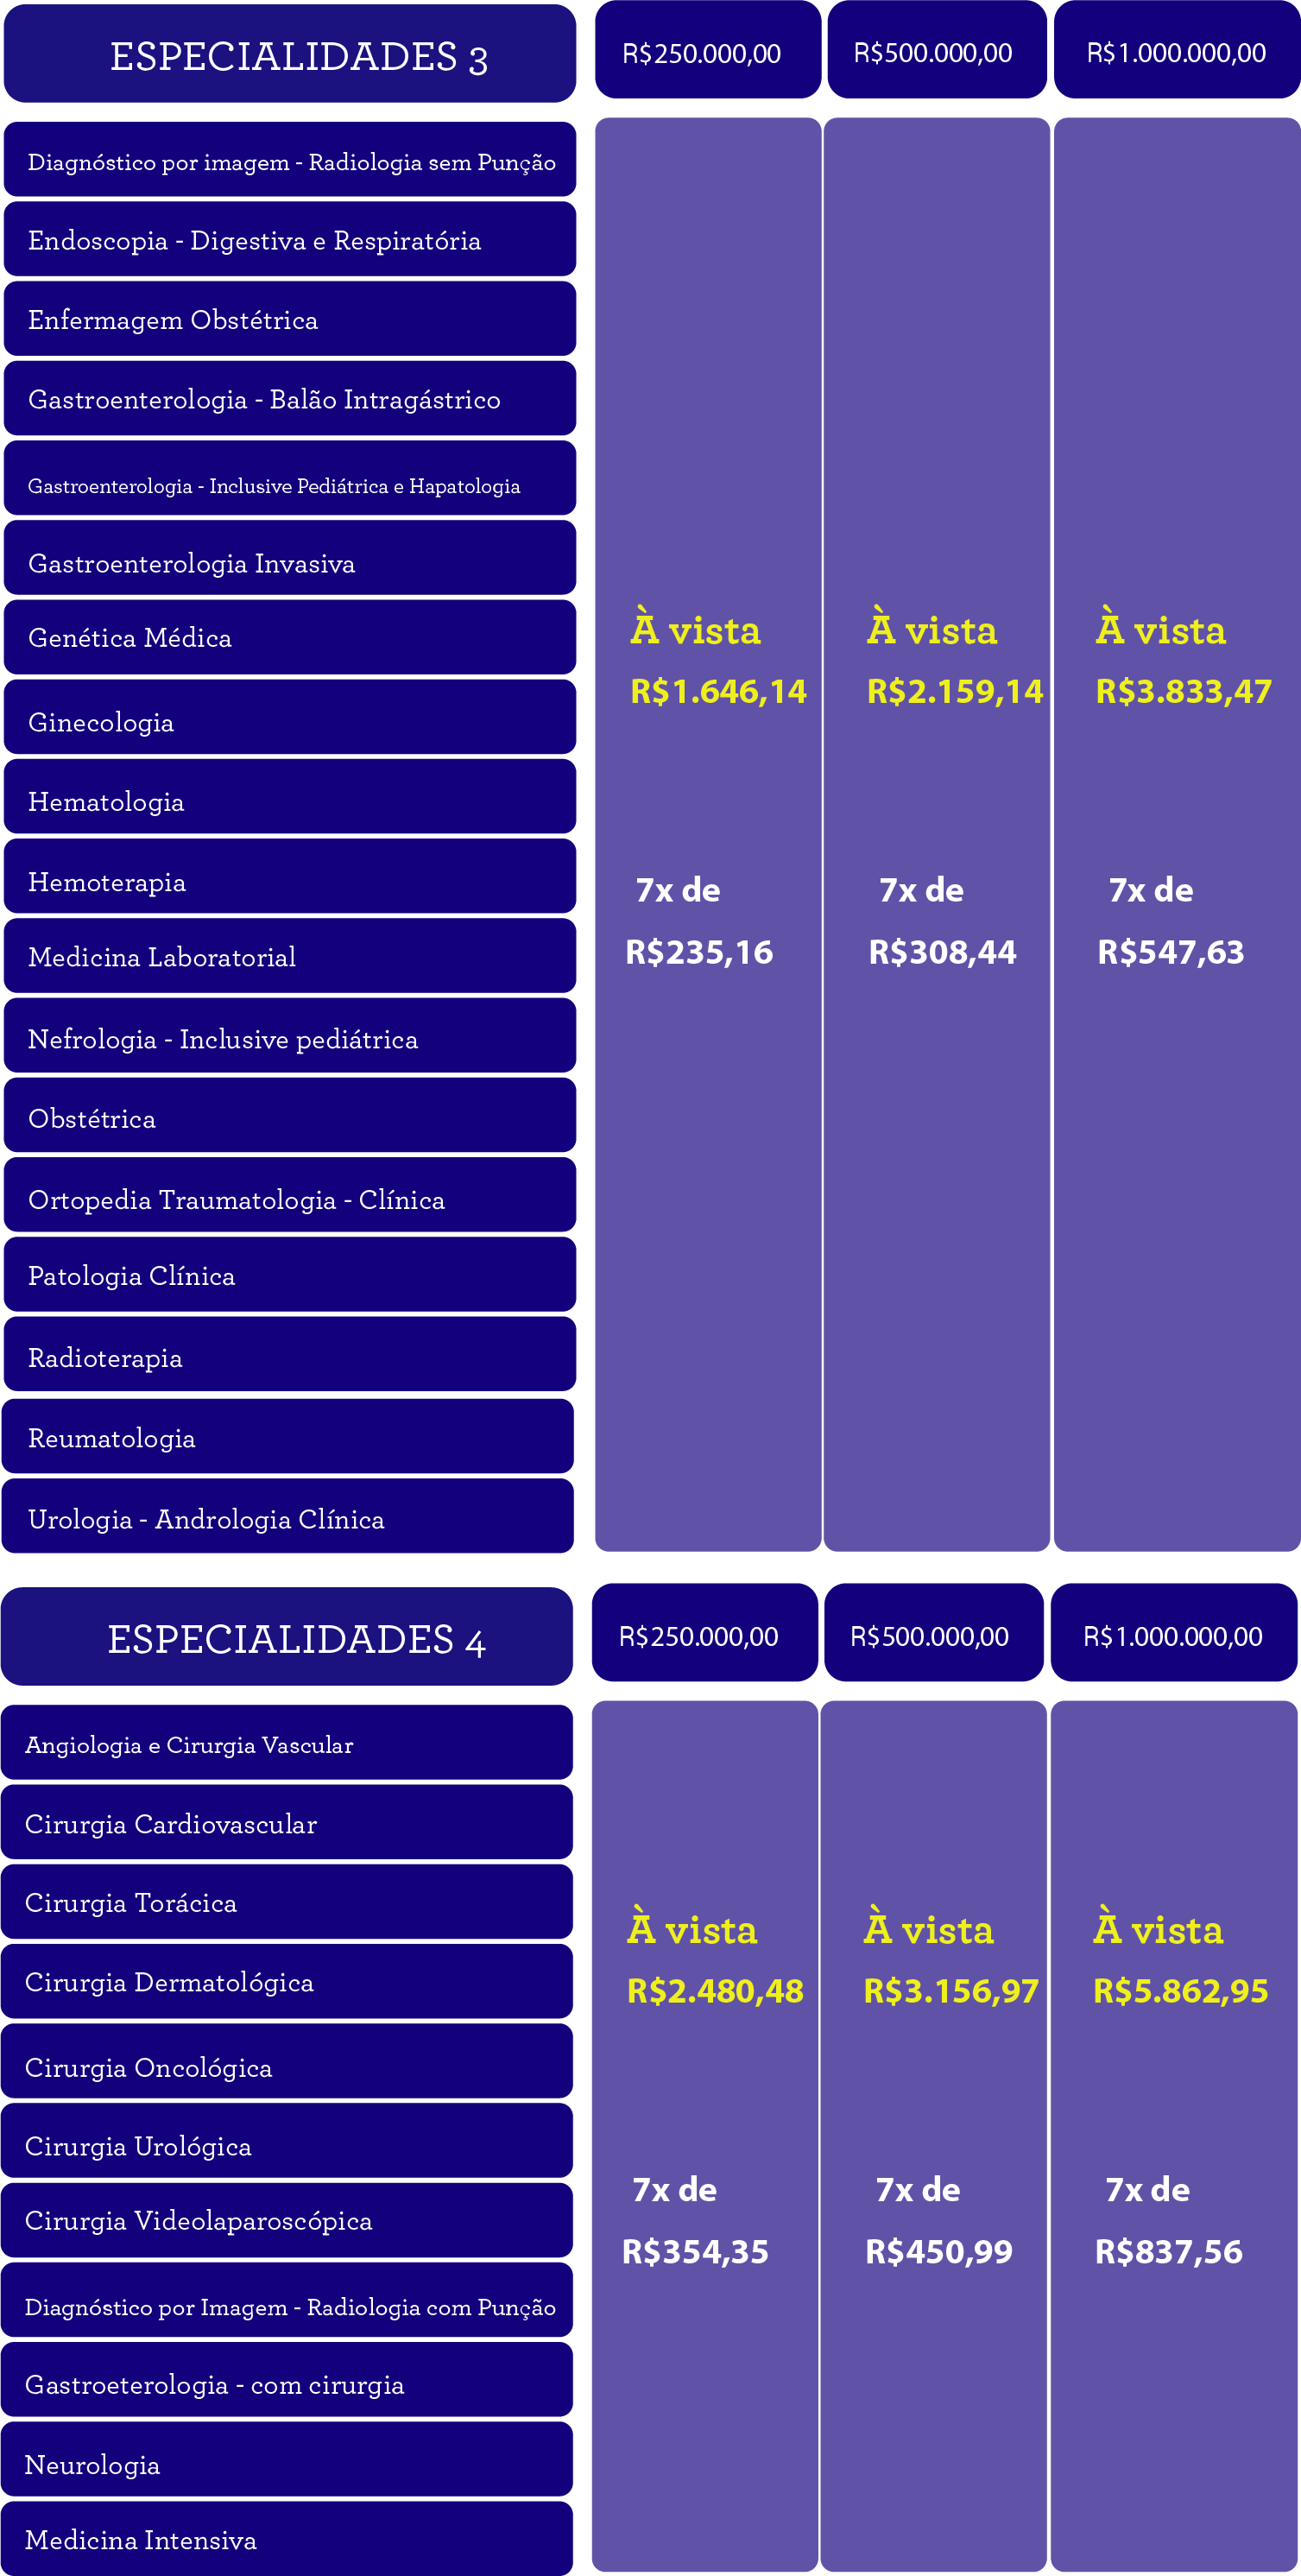 ESPECIALIDADES 3
R$250.000,00
R$500.000,00
R$1.000.000,00
Diagnóstico por imagem - Radiologia sem Punção
Endoscopia - Digestiva e Respiratória
Enfermagem Obstétrica
Gastroenterologia - Balão Intragástrico
Gastroenterologia - Inclusive Pediátrica e Hapatologia
Gastroenterologia Invasiva
Genética Médica
Ginecologia
Hematologia
Hemoterapia
Medicina Laboratorial
Nefrologia - Inclusive pediátrica
Obstétrica
Ortopedia Traumatologia - Clínica
Patologia Clínica
Radioterapia
Reumatologia
Urologia - Andrologia Clínica
À vista
R$1.646,14
7x de
R$235,16
À vista
R$2.159,14
7x de
R$308,44
À vista
R$3.833,47
7x de
R$547,63
ESPECIALIDADES 4
R$250.000,00
R$500.000,00
R$1.000.000,00
Angiologia e Cirurgia Vascular
Cirurgia Cardiovascular
Cirurgia Torácica
Cirurgia Dermatológica
Cirurgia Oncológica
Cirurgia Urológica
Cirurgia Videolaparoscópica
Diagnóstico por Imagem - Radiologia com Punção
Gastroeterologia - com cirurgia
Neurologia
Medicina Intensiva
À vista
R$2.480,48
7x de
R$354,35
À vista
R$3.156,97
7x de
R$450,99
À vista
R$5.862,95
7x de
R$837,56